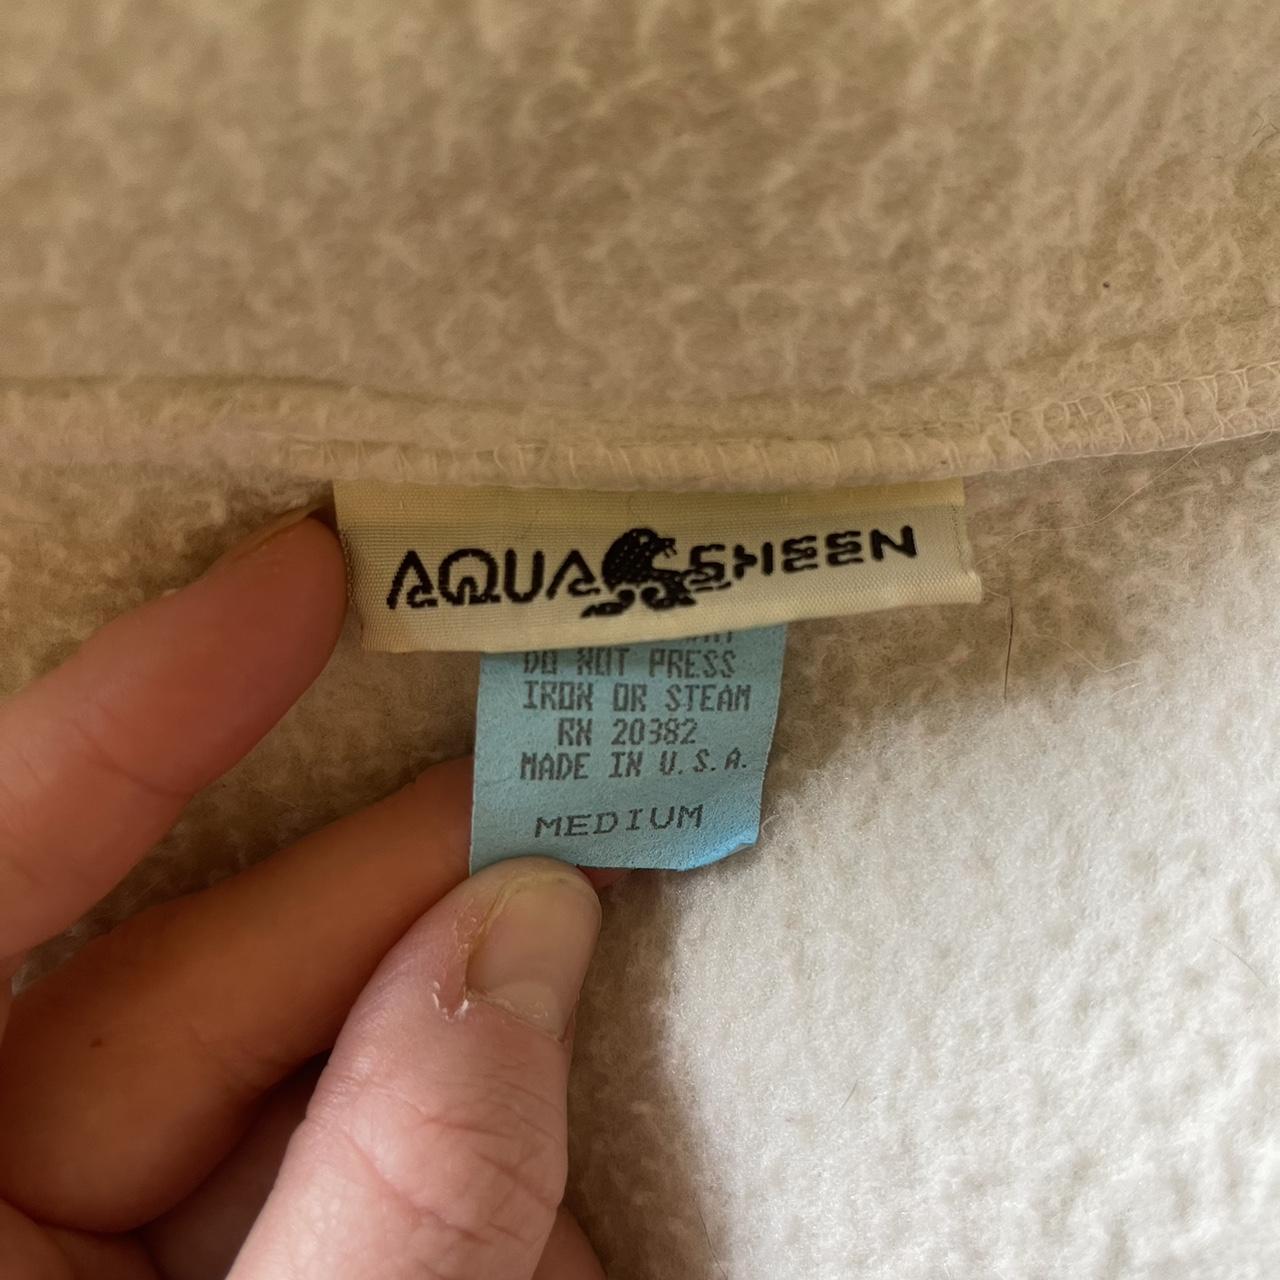 AQUA SHEEN
DO NOT PRESS
IRON OR STEAM
RN 20382
MADE IN U.S.A.
MEDIUM